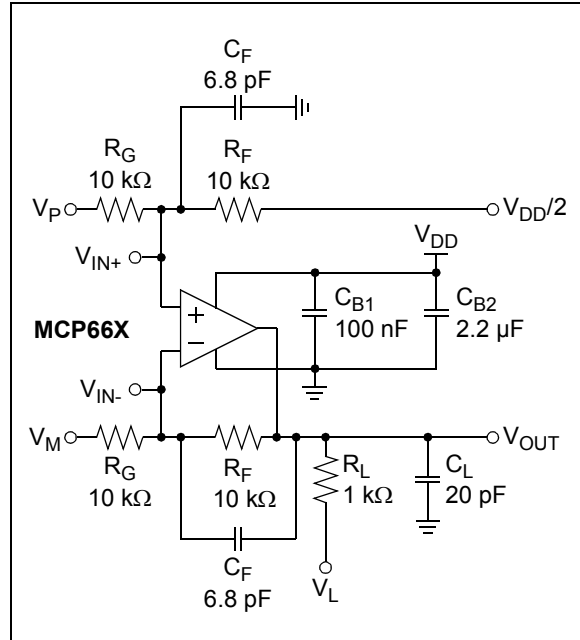 C_F
6.8 pF
R_G
10 kΩ
R_F
10 kΩ
V_P
V_DD/2
V_IN+
V_DD
MCP66X
+
−
C_B1
100 nF
C_B2
2.2 µF
V_IN-
V_M
V_OUT
R_G
10 kΩ
R_F
10 kΩ
R_L
1 kΩ
C_L
20 pF
C_F
6.8 pF
V_L